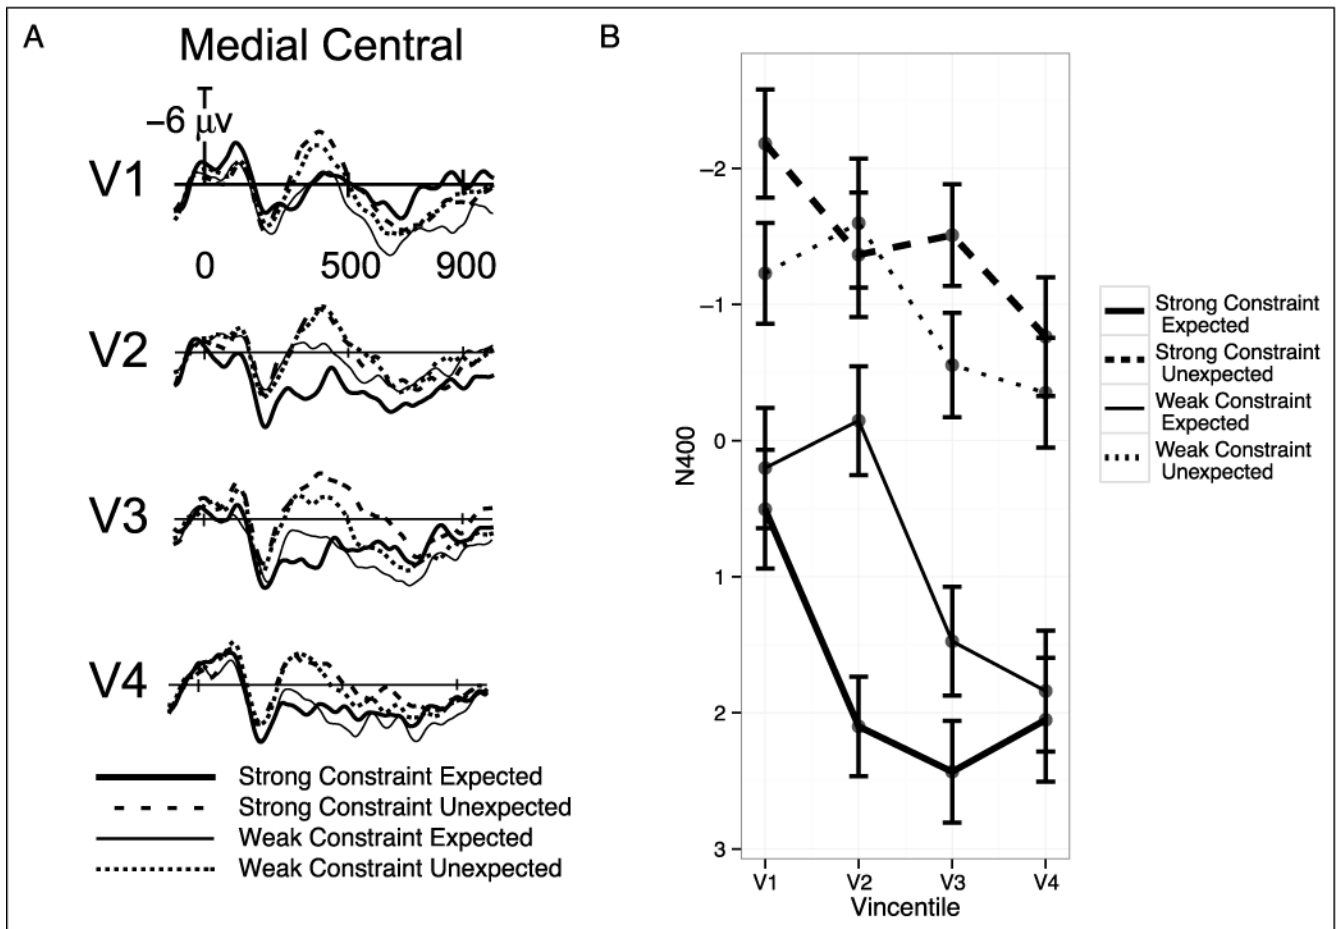 A
Medial Central
–6 μv
V1
0 500 900
V2
V3
V4
Strong Constraint Expected
Strong Constraint Unexpected
Weak Constraint Expected
Weak Constraint Unexpected
B
N400
–2
–1
0
1
2
3
V1 V2 V3 V4
Vincentile
Strong Constraint
Expected
Strong Constraint
Unexpected
Weak Constraint
Expected
Weak Constraint
Unexpected